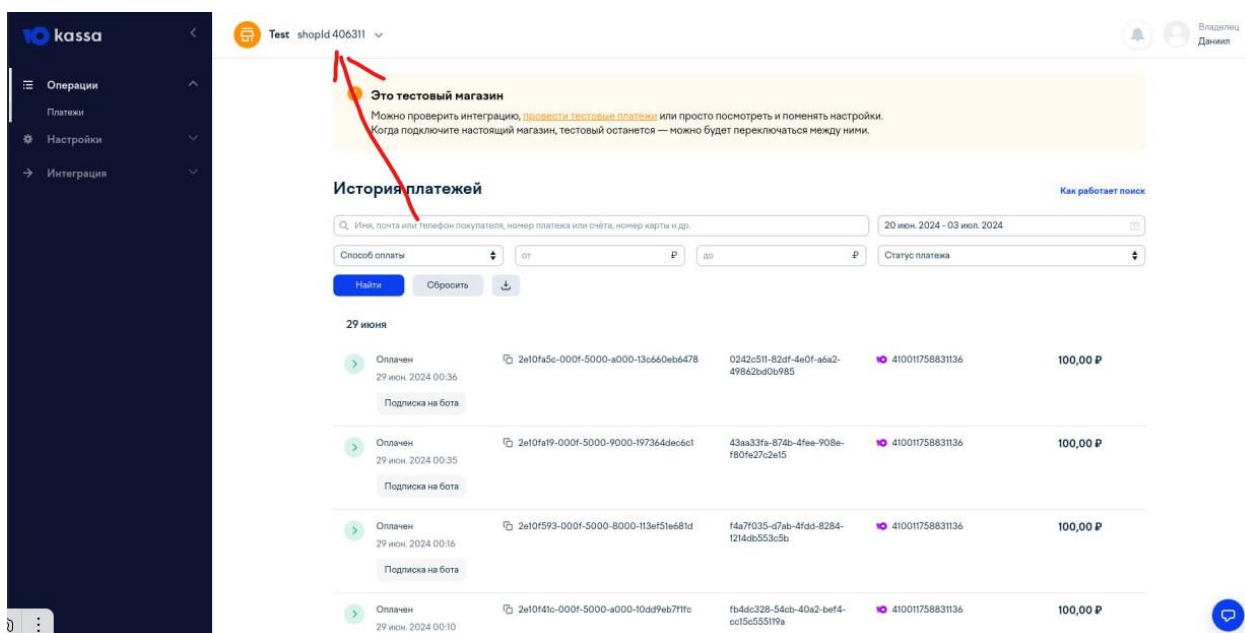 Ю kassa
Test shopId 406311
Владелец
Даниил
Операции
Платежи
Настройки
Интеграция
Это тестовый магазин
Можно проверить интеграцию, провести тестовые платежи или просто посмотреть и поменять настройки.
Когда подключите настоящий магазин, тестовый останется — можно будет переключаться между ними.
История платежей
Как работает поиск
Имя, почта или телефон покупателя, номер платежа или счёта, номер карты и др.
20 июн. 2024 - 03 июл. 2024
Способ оплаты
от ₽
до ₽
Статус платежа
Найти
Сбросить
29 июня
Оплачен
29 июн. 2024 00:36
Подписка на бота
2e10fa5c-000f-5000-a000-13c660eb6478
0242c511-82df-4e0f-a6a2-
49862bd0b985
Ю 410011758831136
100,00 ₽
Оплачен
29 июн. 2024 00:35
Подписка на бота
2e10fa19-000f-5000-9000-197364dec6c1
43aa33fa-874b-4fee-908e-
f80fe27c2e15
Ю 410011758831136
100,00 ₽
Оплачен
29 июн. 2024 00:16
Подписка на бота
2e10f593-000f-5000-8000-113ef51e681d
f4a7f035-d7ab-4fdd-8284-
1214db553c5b
Ю 410011758831136
100,00 ₽
Оплачен
29 июн. 2024 00:10
2e10f41c-000f-5000-a000-10dd9eb7f1fc
fb4dc328-54cb-40a2-bef4-
cc15c555119a
Ю 410011758831136
100,00 ₽